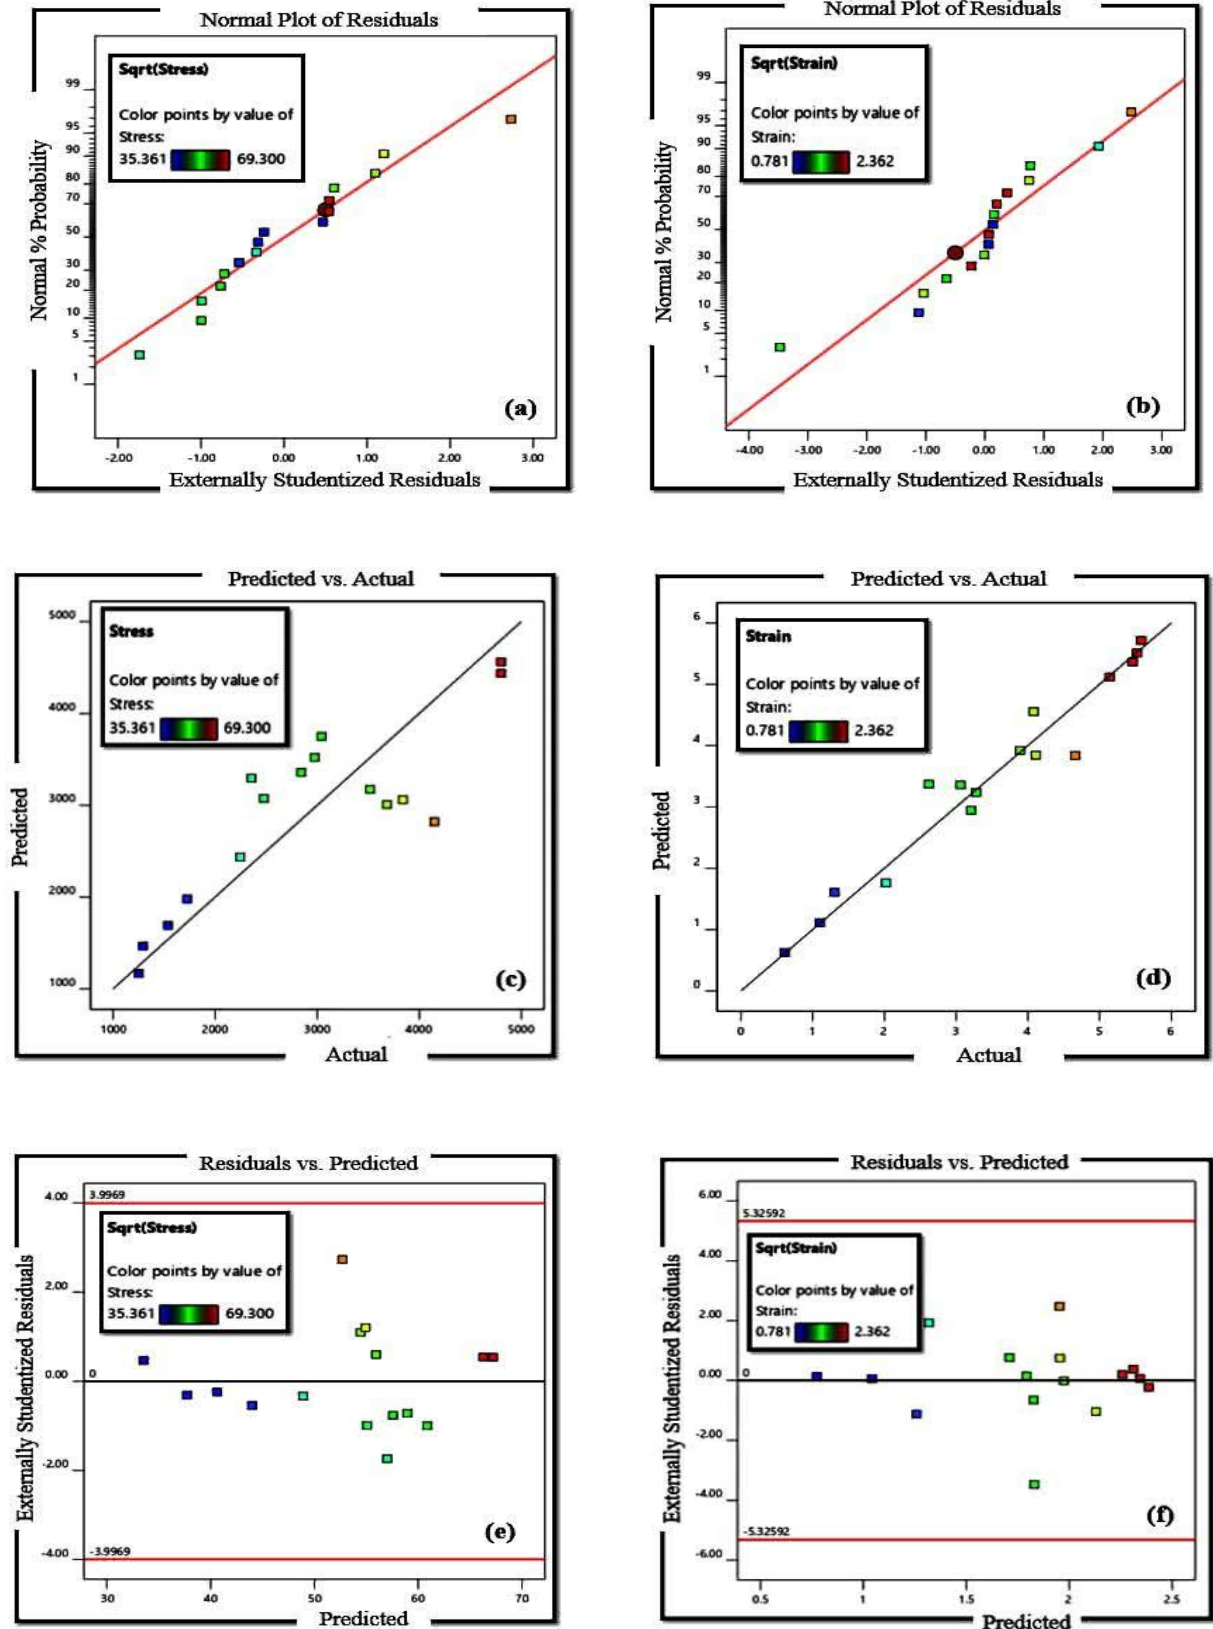 Normal Plot of Residuals
Sqrt(Stress)
Color points by value of
Stress:
35.361 69.300
Normal % Probability
99
95
90
80
70
50
30
20
10
5
1
(a)
-2.00 -1.00 0.00 1.00 2.00 3.00
Externally Studentized Residuals
Normal Plot of Residuals
Sqrt(Strain)
Color points by value of
Strain:
0.781 2.362
Normal % Probability
99
95
90
80
70
50
30
20
10
5
1
(b)
-4.00 -3.00 -2.00 -1.00 0.00 1.00 2.00 3.00
Externally Studentized Residuals
Predicted vs. Actual
Stress
Color points by value of
Stress:
35.361 69.300
Predicted
5000
4000
3000
2000
1000
(c)
1000 2000 3000 4000 5000
Actual
Predicted vs. Actual
Strain
Color points by value of
Strain:
0.781 2.362
Predicted
6
5
4
3
2
1
0
(d)
0 1 2 3 4 5 6
Actual
Residuals vs. Predicted
3.9969
Sqrt(Stress)
Color points by value of
Stress:
35.361 69.300
Externally Studentized Residuals
4.00
2.00
0.00
-2.00
-4.00
0
(e)
-3.9969
30 40 50 60 70
Predicted
Residuals vs. Predicted
5.32592
Sqrt(Strain)
Color points by value of
Strain:
0.781 2.362
Externally Studentized Residuals
6.00
4.00
2.00
0.00
-2.00
-4.00
-6.00
0
(f)
-5.32592
0.5 1 1.5 2 2.5
Predicted